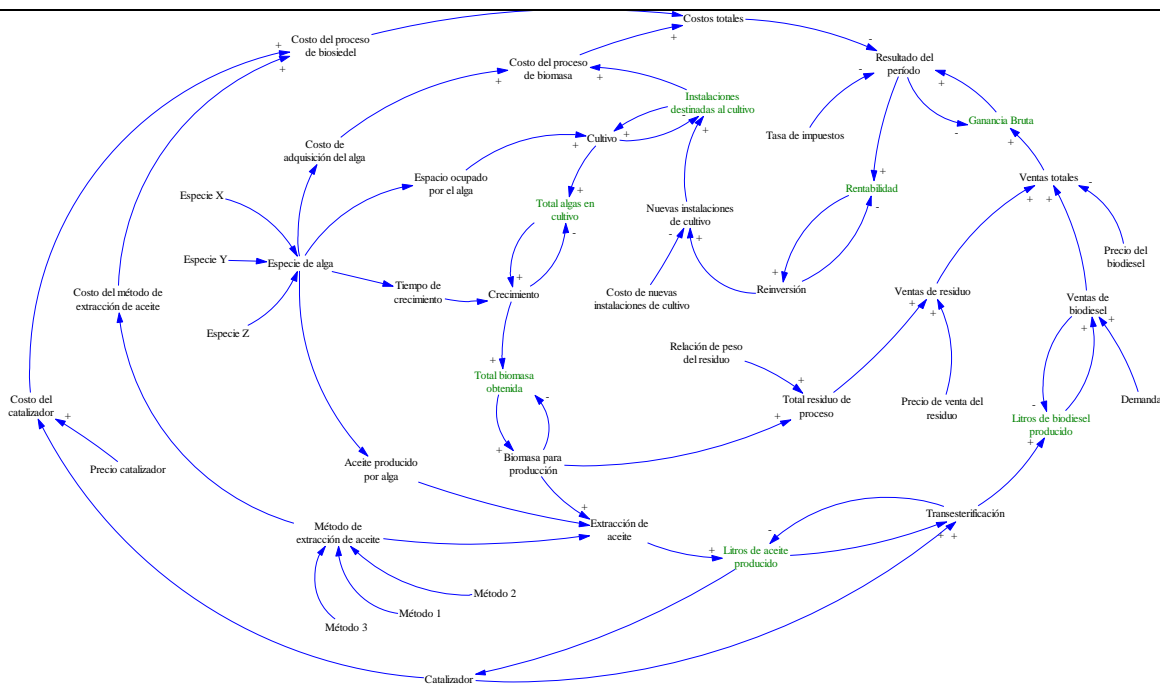 Costos totales
Costo del proceso
de biosiedel
Resultado del
período
Costo del proceso
de biomasa
Instalaciones
destinadas al cultivo
Ganancia Bruta
Tasa de impuestos
Cultivo
Costo de
adquisición del alga
Espacio ocupado
por el alga
Ventas totales
Rentabilidad
Especie X
Total algas en
cultivo
Nuevas instalaciones
de cultivo
Precio del
biodiesel
Especie Y
Especie de alga
Tiempo de
crecimiento
Crecimiento
Costo de nuevas
instalaciones de cultivo
Reinversión
Ventas de residuo
Ventas de
biodiesel
Costo del método de
extracción de aceite
Especie Z
Relación de peso
del residuo
Total biomasa
obtenida
Costo del
catalizador
Total residuo de
proceso
Precio de venta del
residuo
Demanda
Litros de biodiesel
producido
Precio catalizador
Aceite producido
por alga
Biomasa para
producción
Transesterificación
Método de
extracción de aceite
Extracción de
aceite
Litros de aceite
producido
Método 2
Método 1
Método 3
Catalizador